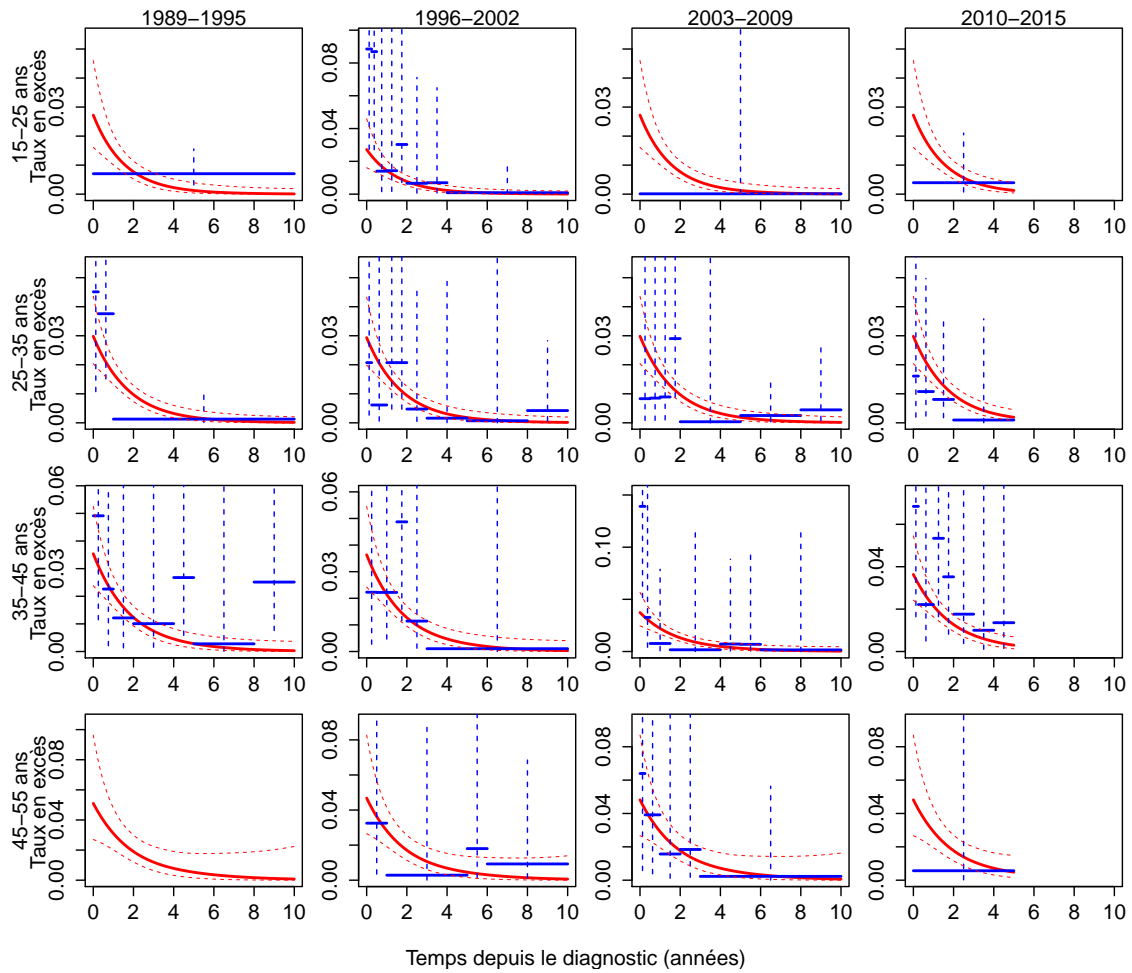 1989−1995
1996−2002
2003−2009
2010−2015
15−25 ans
Taux en excès
0.00 0.03
0 2 4 6 8 10
0.00 0.04 0.08
0 2 4 6 8 10
0.00 0.03
0 2 4 6 8 10
0.00 0.03
0 2 4 6 8 10
25−35 ans
Taux en excès
0.00 0.03
0 2 4 6 8 10
0.00 0.03
0 2 4 6 8 10
0.00 0.03
0 2 4 6 8 10
0.00 0.03
0 2 4 6 8 10
35−45 ans
Taux en excès
0.00 0.03 0.06
0 2 4 6 8 10
0.00 0.03 0.06
0 2 4 6 8 10
0.00 0.10
0 2 4 6 8 10
0.00 0.04
0 2 4 6 8 10
45−55 ans
Taux en excès
0.00 0.04 0.08
0 2 4 6 8 10
0.00 0.04 0.08
0 2 4 6 8 10
0.00 0.04 0.08
0 2 4 6 8 10
0.00 0.04 0.08
0 2 4 6 8 10
Temps depuis le diagnostic (années)